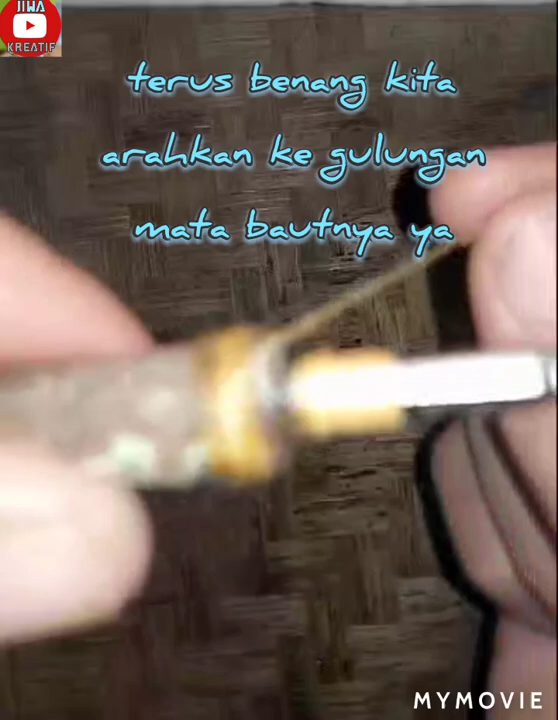 JIWA
KREATIF
terus benang kita
arahkan ke gulungan
mata bautnya ya
MYMOVIE